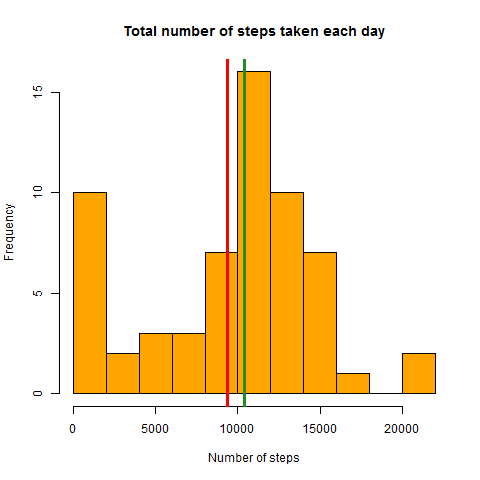 Total number of steps taken each day
Frequency
15
10
5
0
0 5000 10000 15000 20000
Number of steps